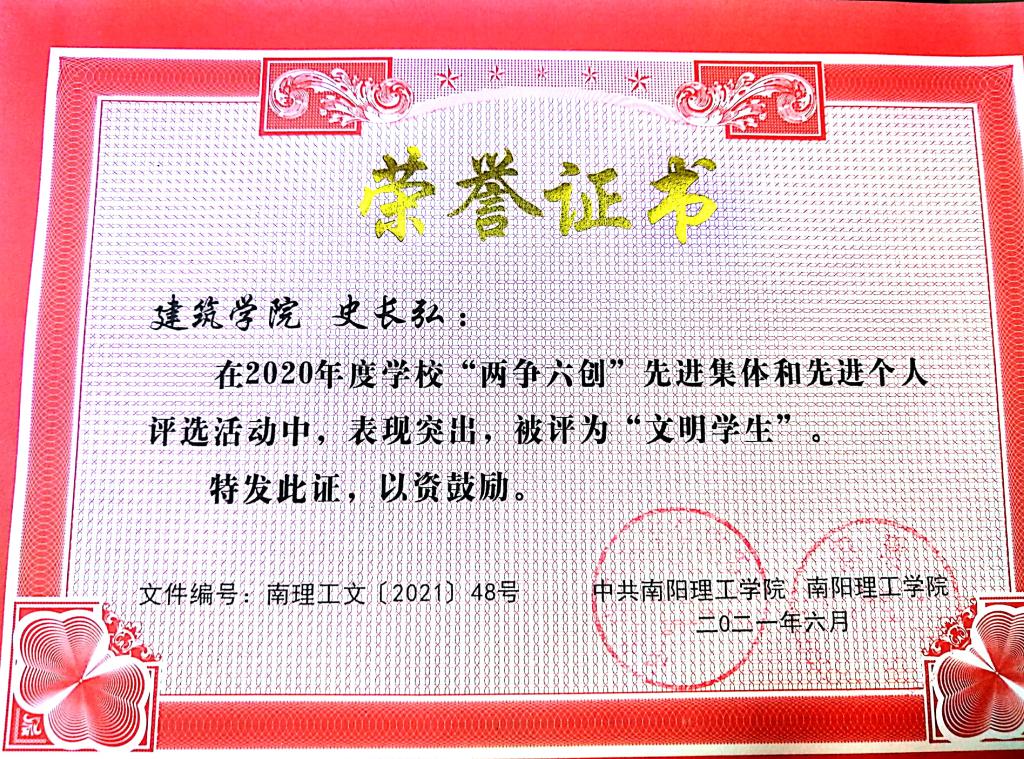 荣誉证书
建筑学院 史长弘：
在2020年度学校“两争六创”先进集体和先进个人
评选活动中，表现突出，被评为“文明学生”。
特发此证，以资鼓励。
文件编号：南理工文〔2021〕48号
中共南阳理工学院 南阳理工学院
二0二一年六月